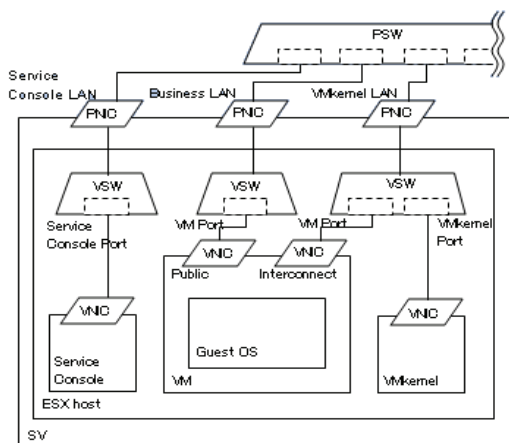 PSW
Service
Console LAN
Business LAN
VMkernel LAN
PNIC
PNIC
PNIC
VSW
VSW
VSW
Service
Console Port
VM Port
VM Port
VMkernel
Port
VNIC
VNIC
Public
Interconnect
VNIC
VNIC
Guest OS
Service
Console
VM
VMkernel
ESX host
SV